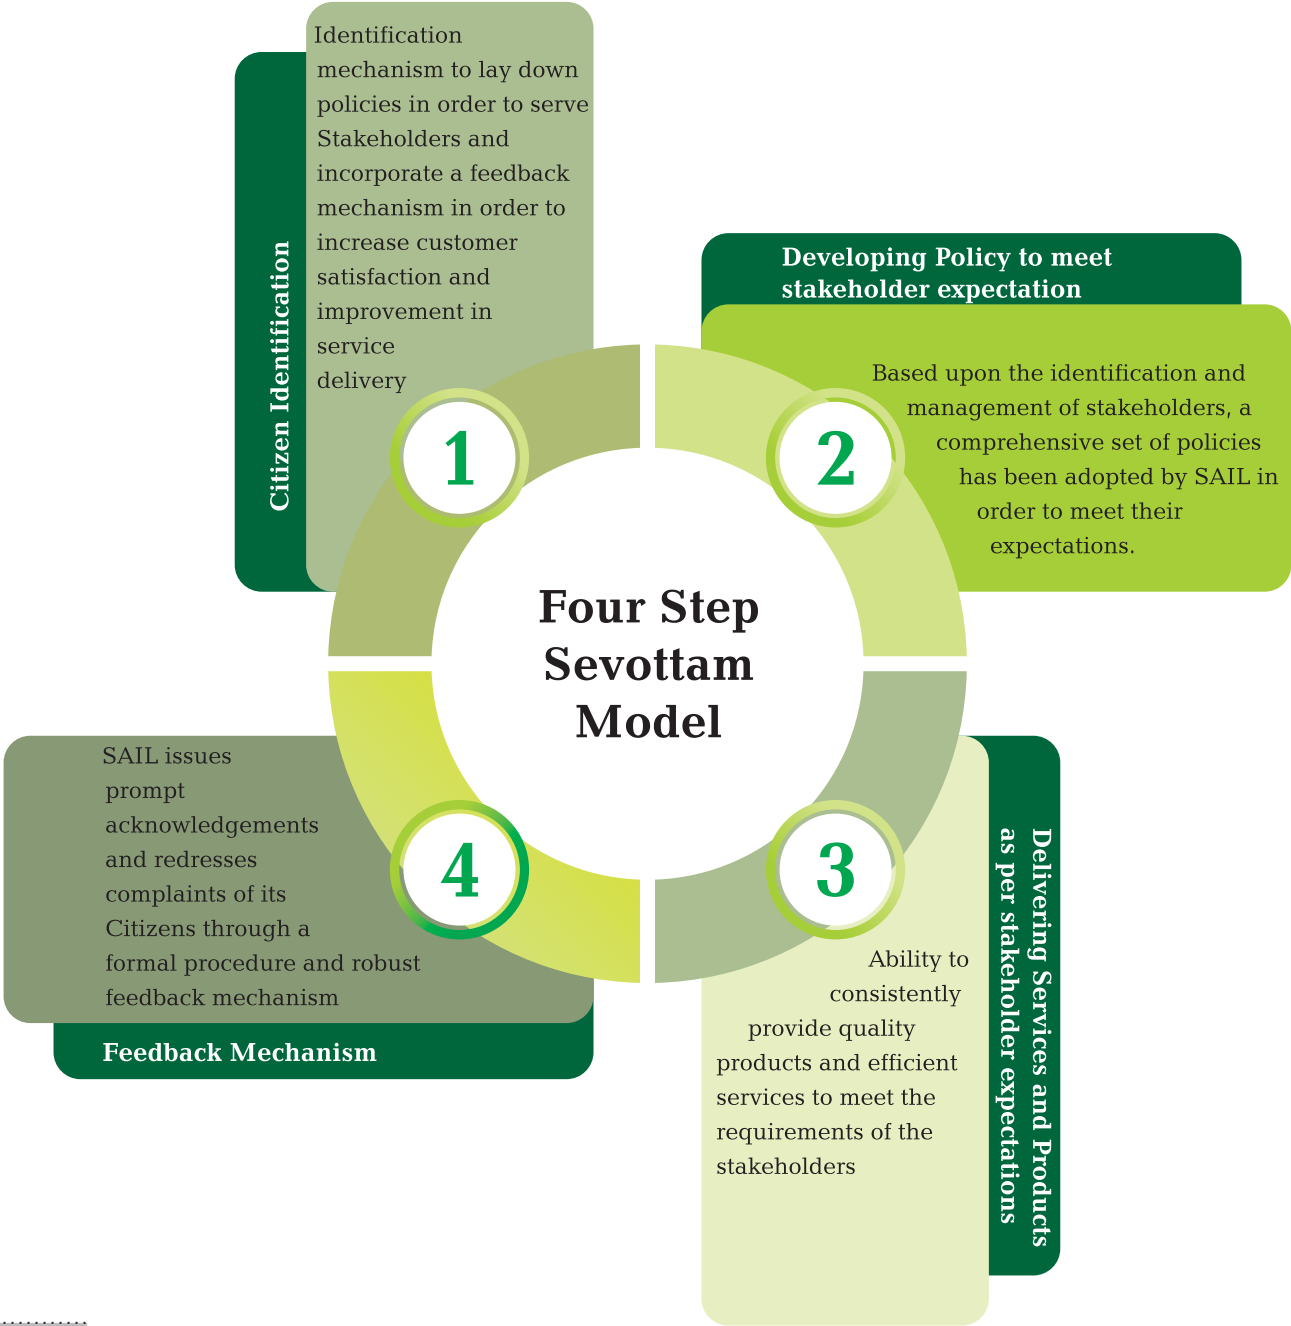 Identification
mechanism to lay down
policies in order to serve
Stakeholders and
incorporate a feedback
mechanism in order to
increase customer
satisfaction and
improvement in
service
delivery
Citizen Identification
1
Developing Policy to meet
stakeholder expectation
Based upon the identification and
management of stakeholders, a
comprehensive set of policies
has been adopted by SAIL in
order to meet their
expectations.
2
Four Step
Sevottam
Model
3
Ability to
consistently
provide quality
products and efficient
services to meet the
requirements of the
stakeholders
Delivering Services and Products
as per stakeholder expectations
4
SAIL issues
prompt
acknowledgements
and redresses
complaints of its
Citizens through a
formal procedure and robust
feedback mechanism
Feedback Mechanism
...........